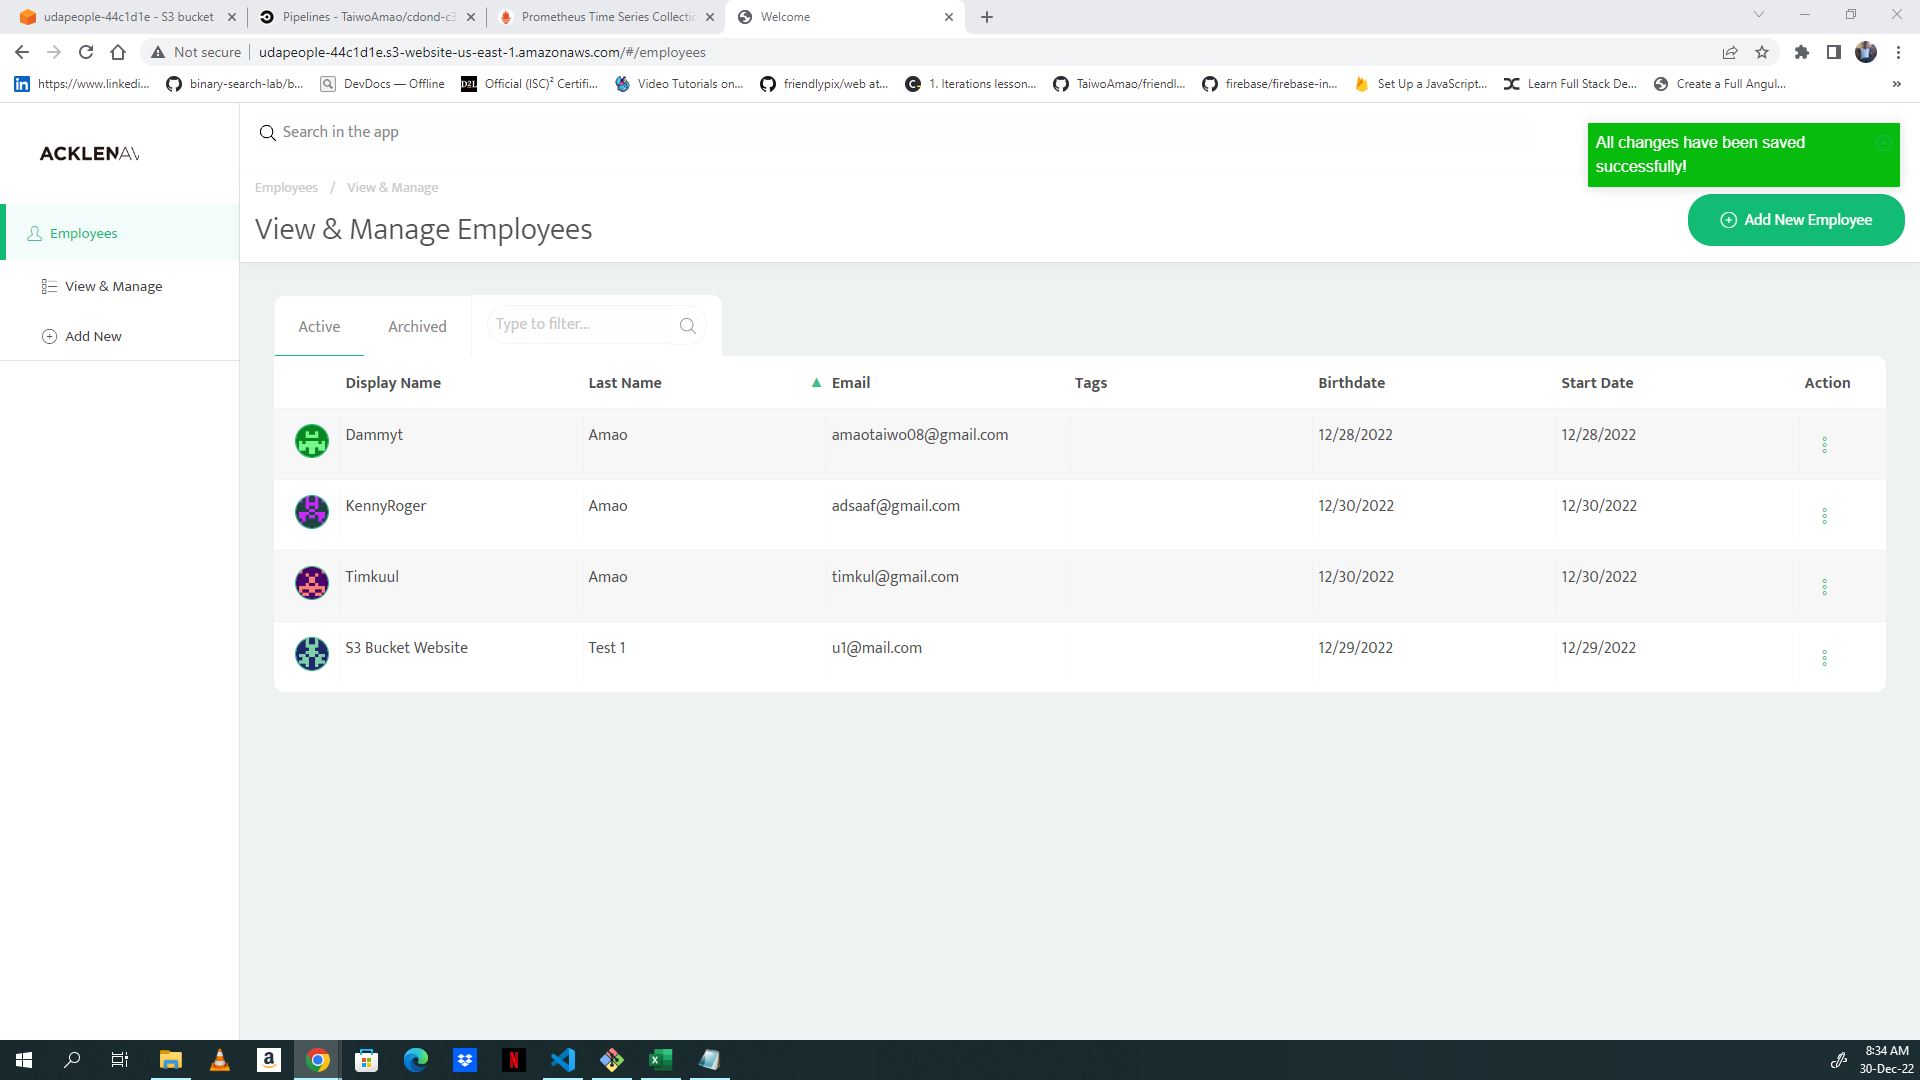 udapeople-44c1d1e - S3 bucket
Pipelines - TaiwoAmao/cdond-c3
Prometheus Time Series Collectic
Welcome
Not secure
udapeople-44c1d1e.s3-website-us-east-1.amazonaws.com/#/employees
https://www.linkedi...
binary-search-lab/b...
DevDocs — Offline
Official (ISC)² Certifi...
Video Tutorials on...
friendlypix/web at...
1. Iterations lesson...
TaiwoAmao/friendl...
firebase/firebase-in...
Set Up a JavaScript...
Learn Full Stack De...
Create a Full Angul...
»
ACKLENAV
Search in the app
All changes have been saved
successfully!
Employees / View & Manage
View & Manage Employees
Add New Employee
Employees
View & Manage
Add New
Active
Archived
Type to filter...
Display Name Last Name ▲ Email Tags Birthdate Start Date Action
Dammyt Amao amaotaiwo08@gmail.com 12/28/2022 12/28/2022
KennyRoger Amao adsaaf@gmail.com 12/30/2022 12/30/2022
Timkuul Amao timkul@gmail.com 12/30/2022 12/30/2022
S3 Bucket Website Test 1 u1@mail.com 12/29/2022 12/29/2022
8:34 AM
30-Dec-22